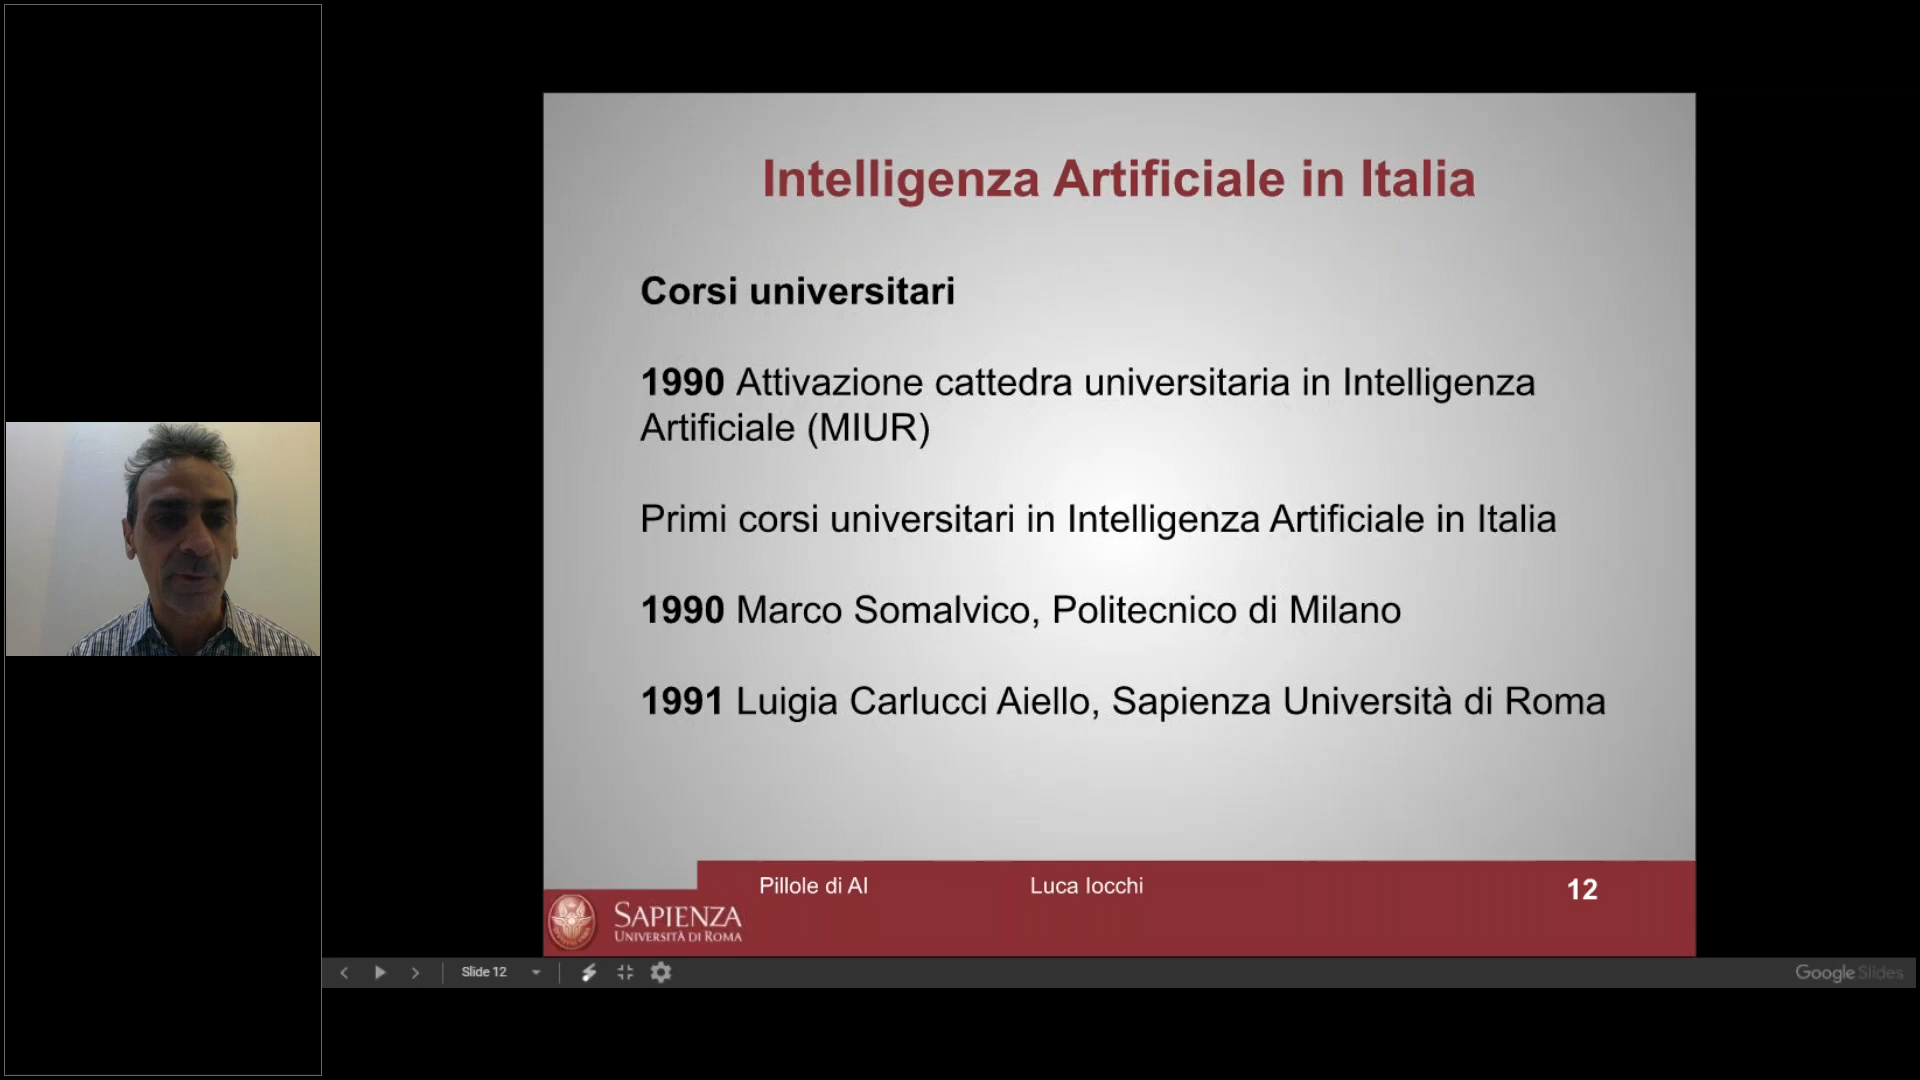 Intelligenza Artificiale in Italia
Corsi universitari
1990 Attivazione cattedra universitaria in Intelligenza
Artificiale (MIUR)
Primi corsi universitari in Intelligenza Artificiale in Italia
1990 Marco Somalvico, Politecnico di Milano
1991 Luigia Carlucci Aiello, Sapienza Università di Roma
Pillole di AI Luca Iocchi 12
SAPIENZA
UNIVERSITÀ DI ROMA
Slide 12
Google Slides